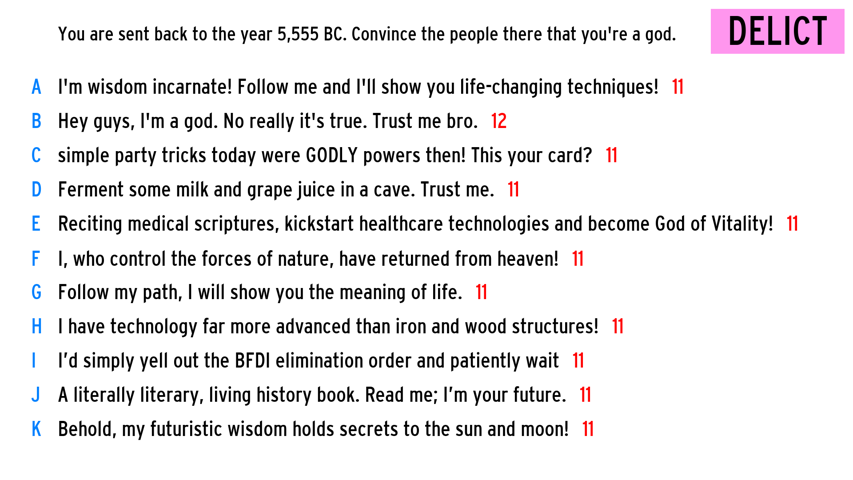 You are sent back to the year 5,555 BC. Convince the people there that you're a god.
DELICT
A I'm wisdom incarnate! Follow me and I'll show you life-changing techniques! 11
B Hey guys, I'm a god. No really it's true. Trust me bro. 12
C simple party tricks today were GODLY powers then! This your card? 11
D Ferment some milk and grape juice in a cave. Trust me. 11
E Reciting medical scriptures, kickstart healthcare technologies and become God of Vitality! 11
F I, who control the forces of nature, have returned from heaven! 11
G Follow my path, I will show you the meaning of life. 11
H I have technology far more advanced than iron and wood structures! 11
I I’d simply yell out the BFDI elimination order and patiently wait 11
J A literally literary, living history book. Read me; I’m your future. 11
K Behold, my futuristic wisdom holds secrets to the sun and moon! 11